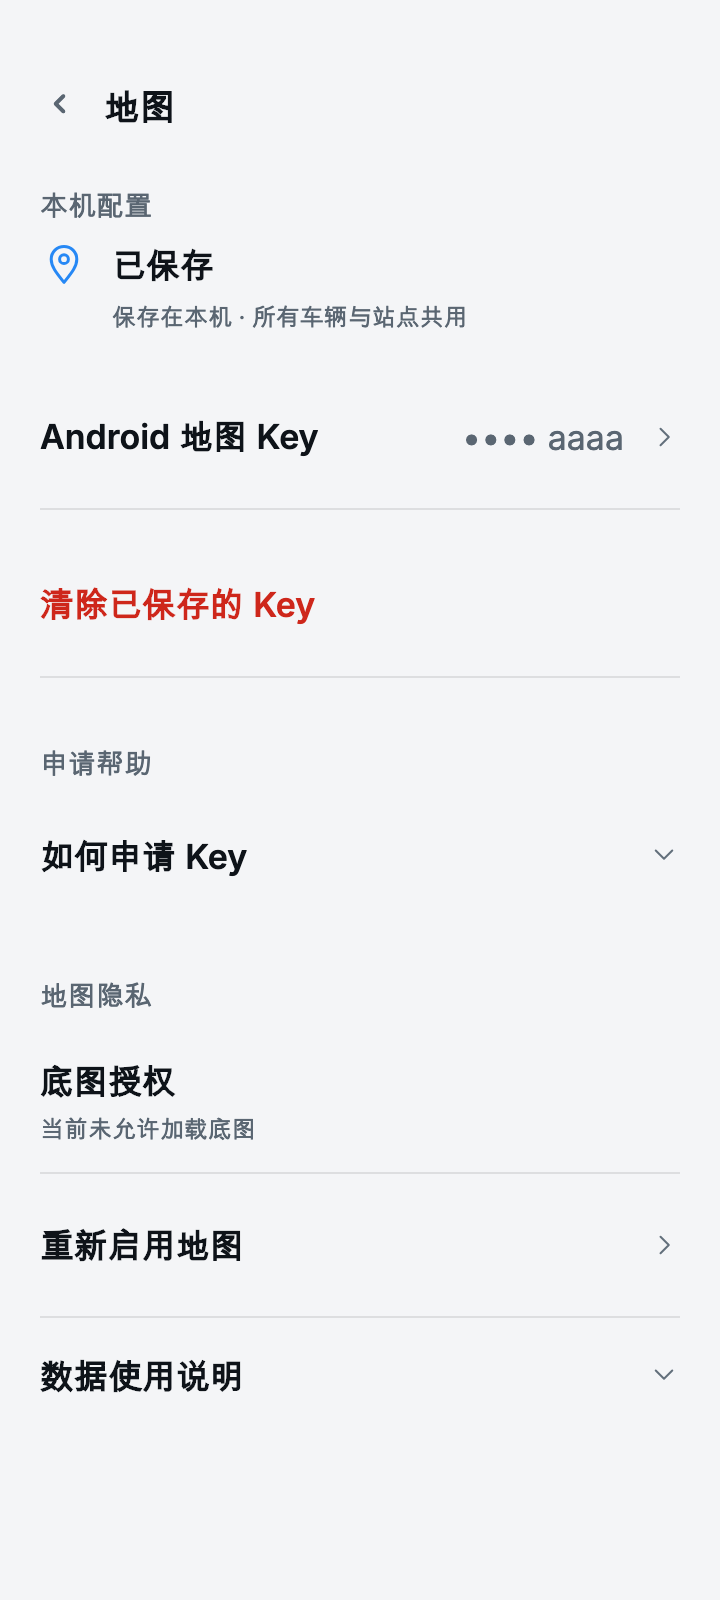 地图
本机配置
已保存
保存在本机 · 所有车辆与站点共用
Android 地图 Key •••• aaaa
清除已保存的 Key
申请帮助
如何申请 Key
地图隐私
底图授权
当前未允许加载底图
重新启用地图
数据使用说明